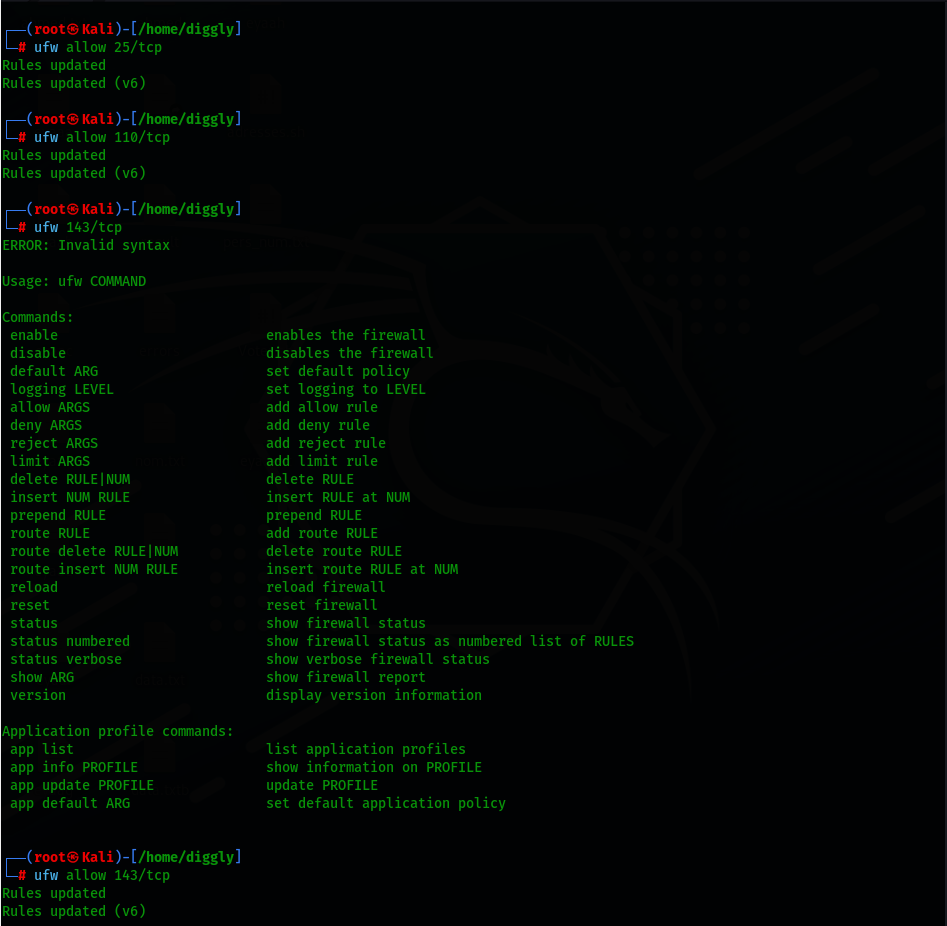 ┌──(root㉿Kali)-[/home/diggly]
└─# ufw allow 25/tcp
Rules updated
Rules updated (v6)
┌──(root㉿Kali)-[/home/diggly]
└─# ufw allow 110/tcp
Rules updated
Rules updated (v6)
┌──(root㉿Kali)-[/home/diggly]
└─# ufw 143/tcp
ERROR: Invalid syntax
Usage: ufw COMMAND
Commands:
 enable                          enables the firewall
 disable                         disables the firewall
 default ARG                     set default policy
 logging LEVEL                   set logging to LEVEL
 allow ARGS                      add allow rule
 deny ARGS                       add deny rule
 reject ARGS                     add reject rule
 limit ARGS                      add limit rule
 delete RULE|NUM                 delete RULE
 insert NUM RULE                 insert RULE at NUM
 prepend RULE                    prepend RULE
 route RULE                      add route RULE
 route delete RULE|NUM           delete route RULE
 route insert NUM RULE           insert route RULE at NUM
 reload                          reload firewall
 reset                           reset firewall
 status                          show firewall status
 status numbered                 show firewall status as numbered list of RULES
 status verbose                  show verbose firewall status
 show ARG                        show firewall report
 version                         display version information
Application profile commands:
 app list                        list application profiles
 app info PROFILE                show information on PROFILE
 app update PROFILE              update PROFILE
 app default ARG                 set default application policy
┌──(root㉿Kali)-[/home/diggly]
└─# ufw allow 143/tcp
Rules updated
Rules updated (v6)